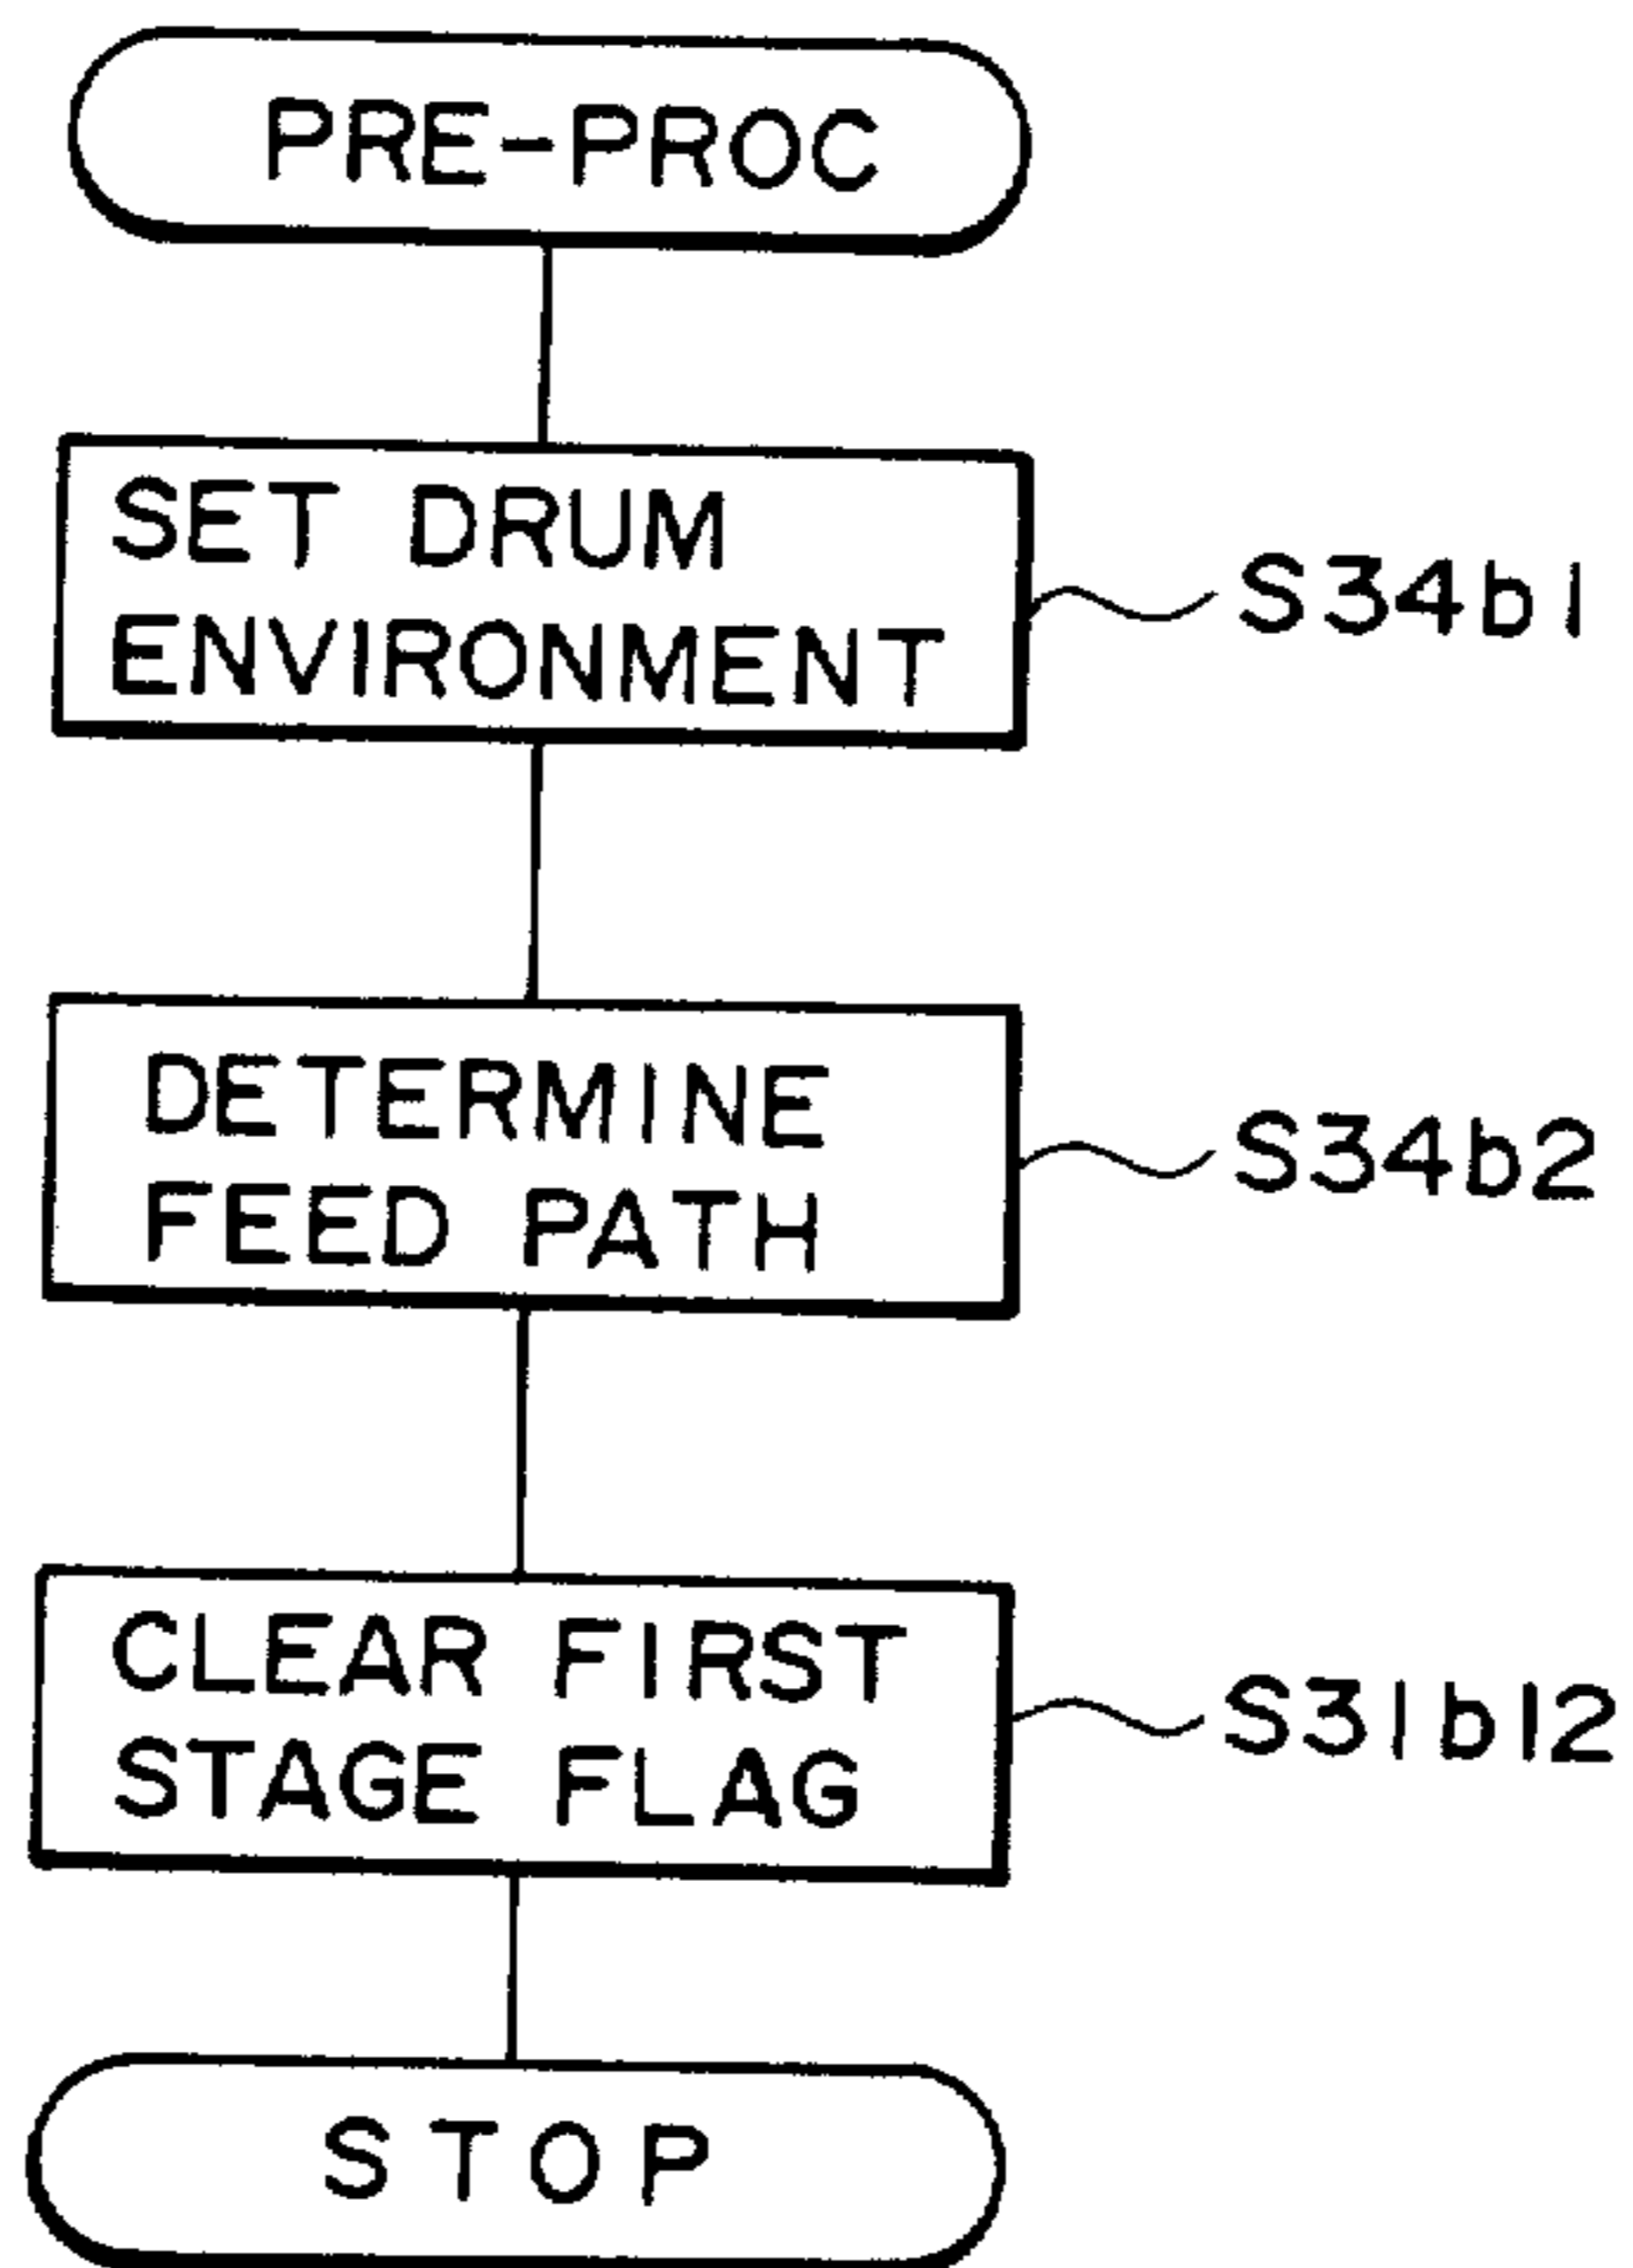 PRE-PROC
SET DRUM
ENVIRONMENT
S34b1
DETERMINE
FEED PATH
S34b2
CLEAR FIRST
STAGE FLAG
S31b12
STOP